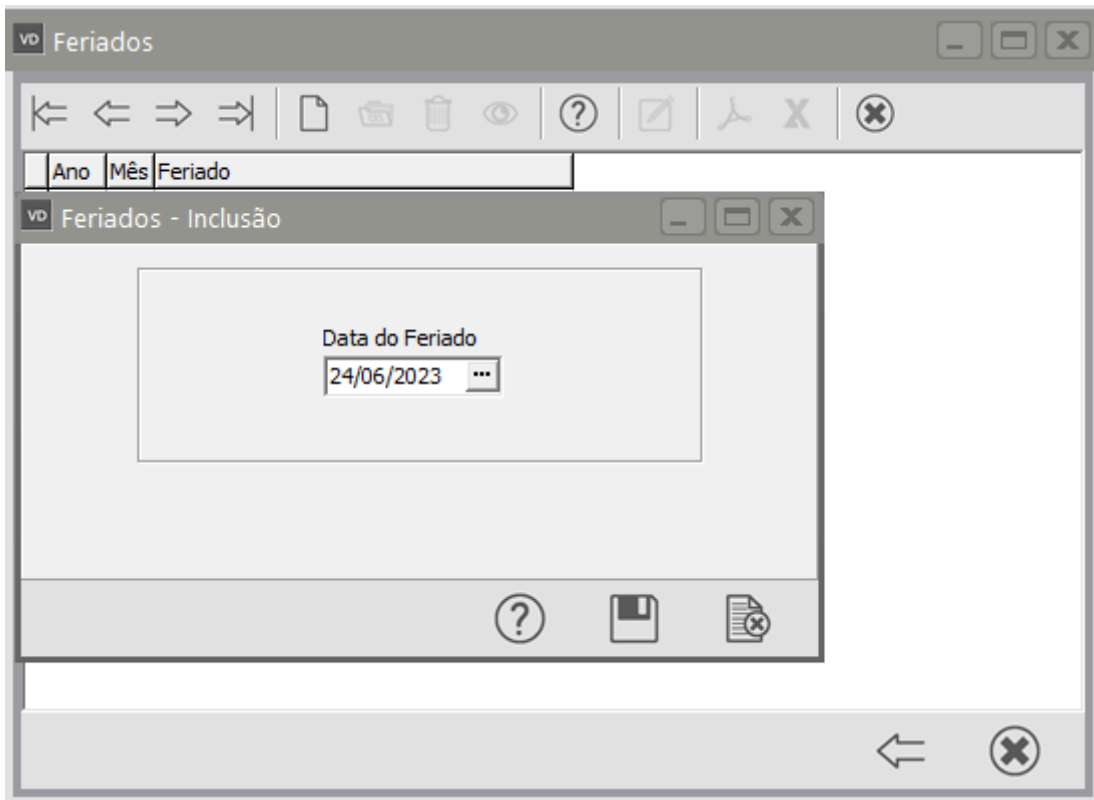 VD Feriados
Ano Mês Feriado
VD Feriados - Inclusão
Data do Feriado
24/06/2023 ...